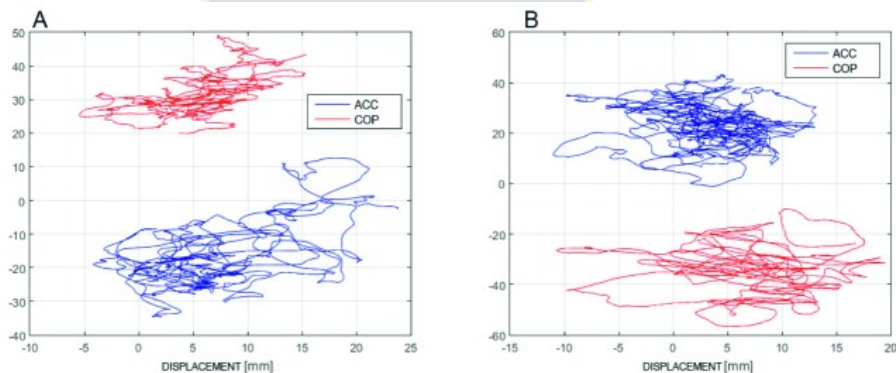 A
B
50
40
30
20
10
0
-10
-20
-30
-40
-10 -5 0 5 10 15 20 25
DISPLACEMENT [mm]
ACC
COP
60
40
20
0
-20
-40
-60
-15 -10 -5 0 5 10 15 20
DISPLACEMENT [mm]
ACC
COP